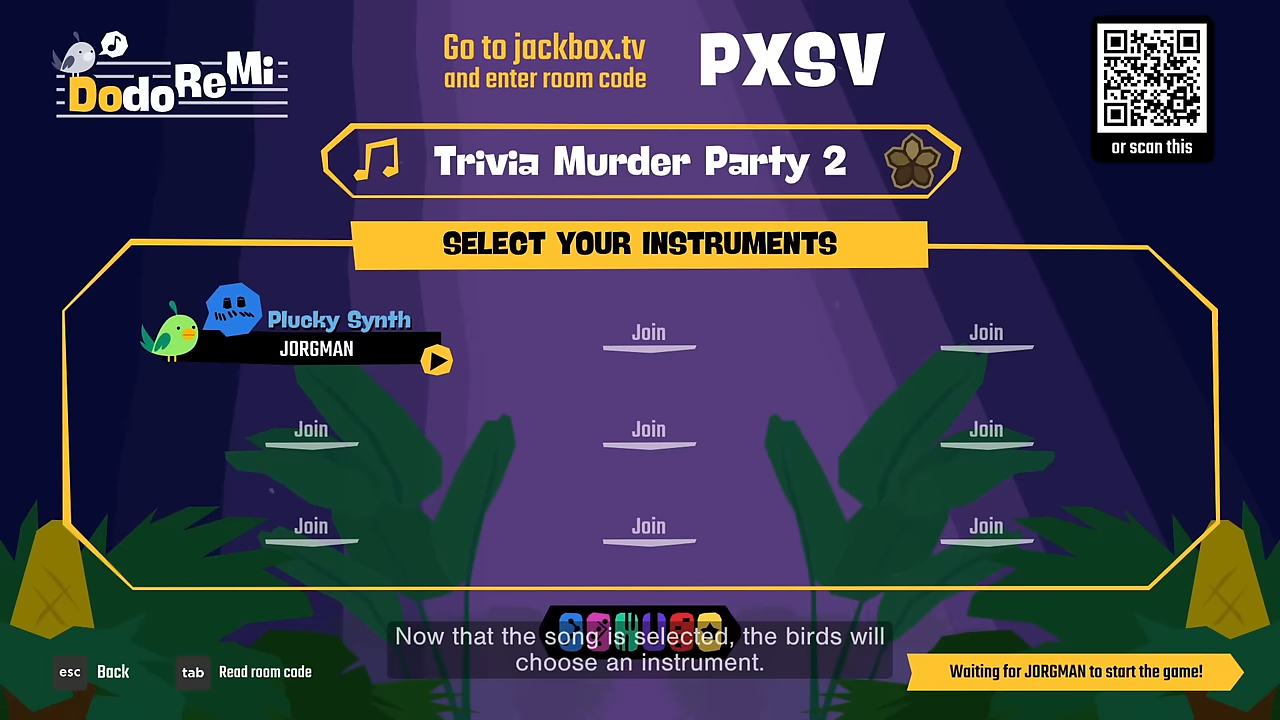 DodoReMi
Go to jackbox.tv
and enter room code
PXSV
or scan this
Trivia Murder Party 2
SELECT YOUR INSTRUMENTS
Plucky Synth
JORGMAN
Join
Join
Join
Join
Join
Join
Join
Join
Now that the song is selected, the birds will
choose an instrument.
esc Back
tab Read room code
Waiting for JORGMAN to start the game!